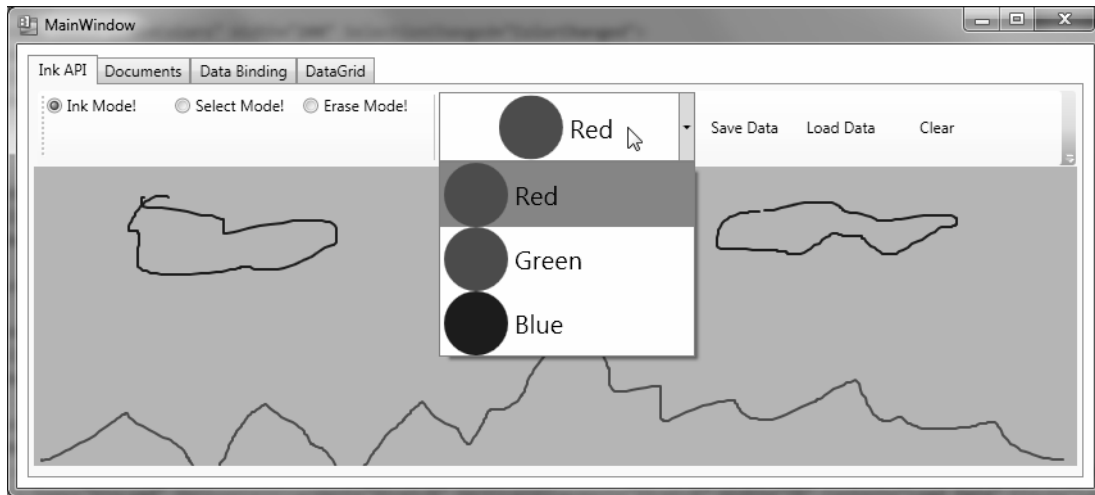 MainWindow
Ink API Documents Data Binding DataGrid
Ink Mode! Select Mode! Erase Mode! Red Save Data Load Data Clear
Red
Green
Blue